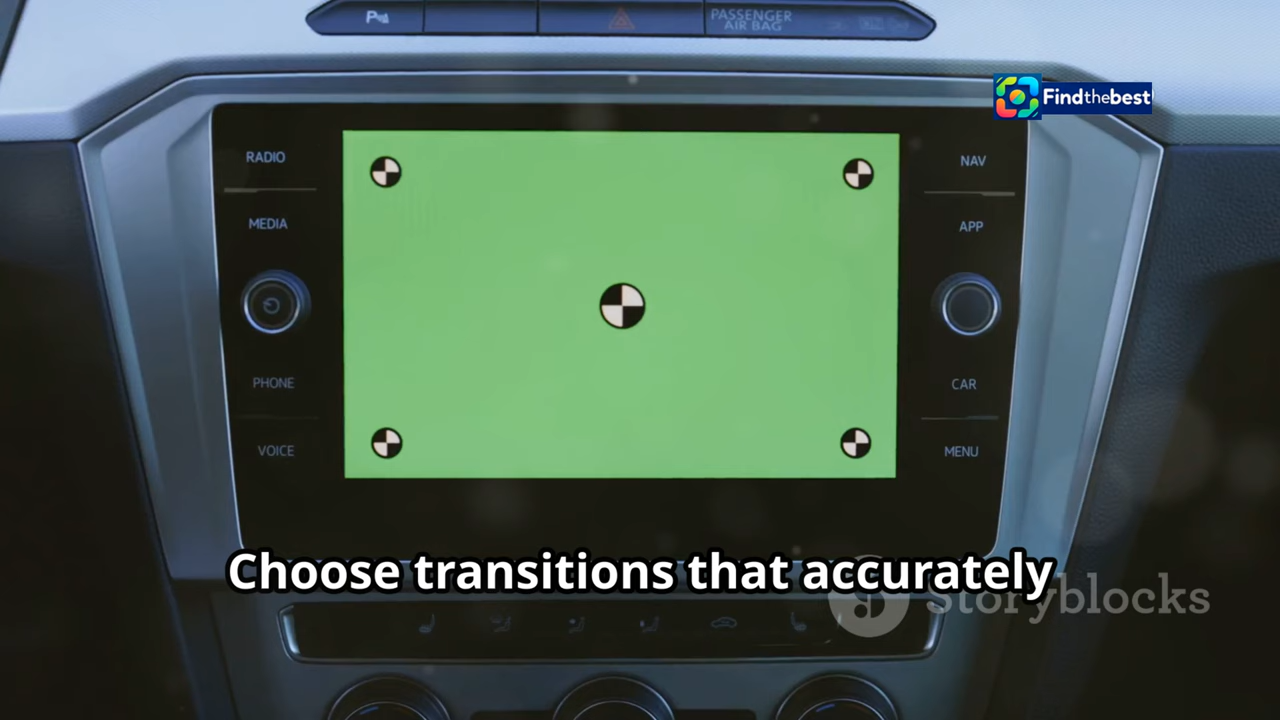 PASSENGER
AIR BAG
Findthebest
RADIO
MEDIA
PHONE
VOICE
NAV
APP
CAR
MENU
Choose transitions that accurately
Storyblocks